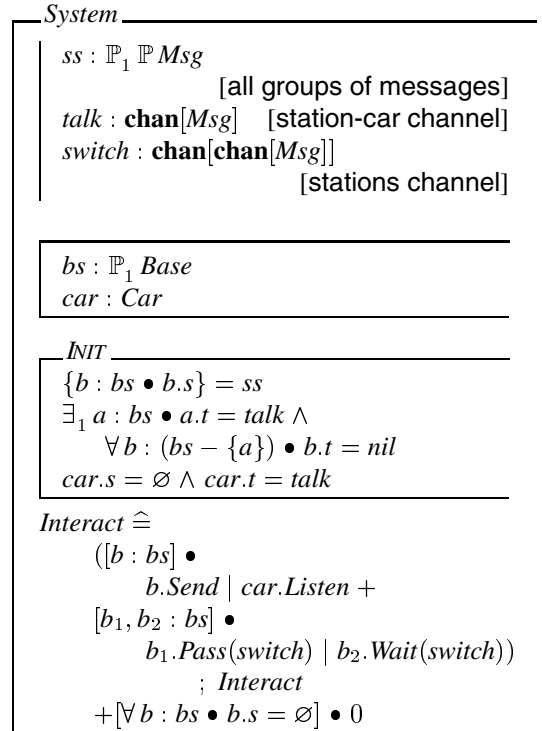 System
ss : ℙ₁ ℙ Msg
[all groups of messages]
talk : chan[Msg] [station-car channel]
switch : chan[chan[Msg]]
[stations channel]
bs : ℙ₁ Base
car : Car
INIT
{b : bs • b.s} = ss
∃₁ a : bs • a.t = talk ∧
∀ b : (bs − {a}) • b.t = nil
car.s = ∅ ∧ car.t = talk
Interact ≙
([b : bs] •
b.Send | car.Listen +
[b₁, b₂ : bs] •
b₁.Pass(switch) | b₂.Wait(switch))
; Interact
+[∀ b : bs • b.s = ∅] • 0